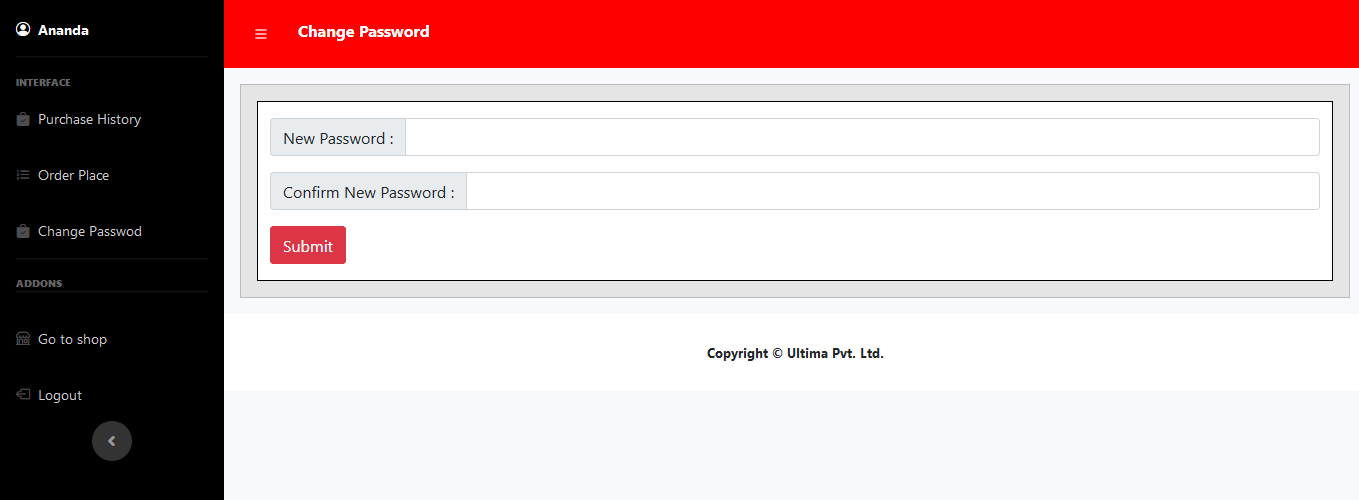 Ananda
INTERFACE
Purchase History
Order Place
Change Passwod
ADDONS
Go to shop
Logout
Change Password
New Password :
Confirm New Password :
Submit
Copyright © Ultima Pvt. Ltd.